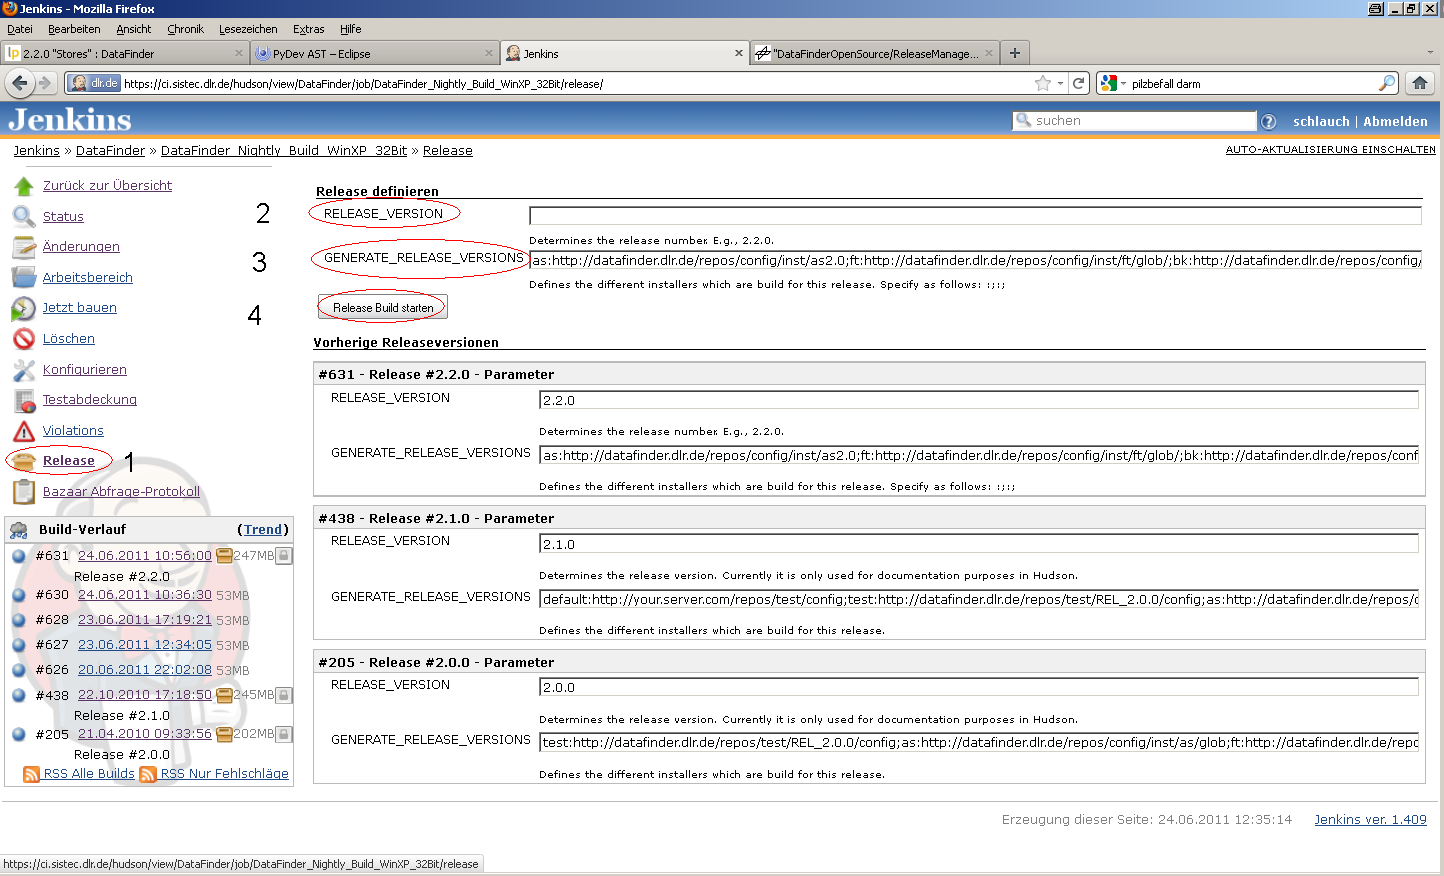 Jenkins - Mozilla Firefox
Datei Bearbeiten Ansicht Chronik Lesezeichen Extras Hilfe
2.2.0 "Stores" : DataFinder
PyDev AST – Eclipse
Jenkins
"DataFinderOpenSource/ReleaseManage...
dlr.de https://ci.sistec.dlr.de/hudson/view/DataFinder/job/DataFinder_Nightly_Build_WinXP_32Bit/release/
pilzbefall darm
Jenkins
suchen
schlauch | Abmelden
Jenkins » DataFinder » DataFinder_Nightly_Build_WinXP_32Bit » Release
AUTO-AKTUALISIERUNG EINSCHALTEN
Zurück zur Übersicht
Status
Änderungen
Arbeitsbereich
Jetzt bauen
Löschen
Konfigurieren
Testabdeckung
Violations
Release 1
Bazaar Abfrage-Protokoll
Build-Verlauf (Trend)
#631 24.06.2011 10:56:00 247MB
Release #2.2.0
#630 24.06.2011 10:36:30 53MB
#628 23.06.2011 17:19:21 53MB
#627 23.06.2011 12:34:05 53MB
#626 20.06.2011 22:02:08 53MB
#438 22.10.2010 17:18:50 245MB
Release #2.1.0
#205 21.04.2010 09:33:56 202MB
Release #2.0.0
RSS Alle Builds RSS Nur Fehlschläge
Release definieren
2 RELEASE_VERSION
Determines the release number. E.g., 2.2.0.
3 GENERATE_RELEASE_VERSIONS as:http://datafinder.dlr.de/repos/config/inst/as2.0;ft:http://datafinder.dlr.de/repos/config/inst/ft/glob/;bk:http://datafinder.dlr.de/repos/config/
Defines the different installers which are build for this release. Specify as follows: :;:;
4 Release Build starten
Vorherige Releaseversionen
#631 - Release #2.2.0 - Parameter
RELEASE_VERSION 2.2.0
Determines the release number. E.g., 2.2.0.
GENERATE_RELEASE_VERSIONS as:http://datafinder.dlr.de/repos/config/inst/as2.0;ft:http://datafinder.dlr.de/repos/config/inst/ft/glob/;bk:http://datafinder.dlr.de/repos/conf
Defines the different installers which are build for this release. Specify as follows: :;:;
#438 - Release #2.1.0 - Parameter
RELEASE_VERSION 2.1.0
Determines the release version. Currently it is only used for documentation purposes in Hudson.
GENERATE_RELEASE_VERSIONS default:http://your.server.com/repos/test/config;test:http://datafinder.dlr.de/repos/test/REL_2.0.0/config;as:http://datafinder.dlr.de/repos/c
Defines the different installers which are build for this release.
#205 - Release #2.0.0 - Parameter
RELEASE_VERSION 2.0.0
Determines the release version. Currently it is only used for documentation purposes in Hudson.
GENERATE_RELEASE_VERSIONS test:http://datafinder.dlr.de/repos/test/REL_2.0.0/config;as:http://datafinder.dlr.de/repos/config/inst/as/glob;ft:http://datafinder.dlr.de/repo
Defines the different installers which are build for this release.
Erzeugung dieser Seite: 24.06.2011 12:35:14 Jenkins ver. 1.409
https://ci.sistec.dlr.de/hudson/view/DataFinder/job/DataFinder_Nightly_Build_WinXP_32Bit/release